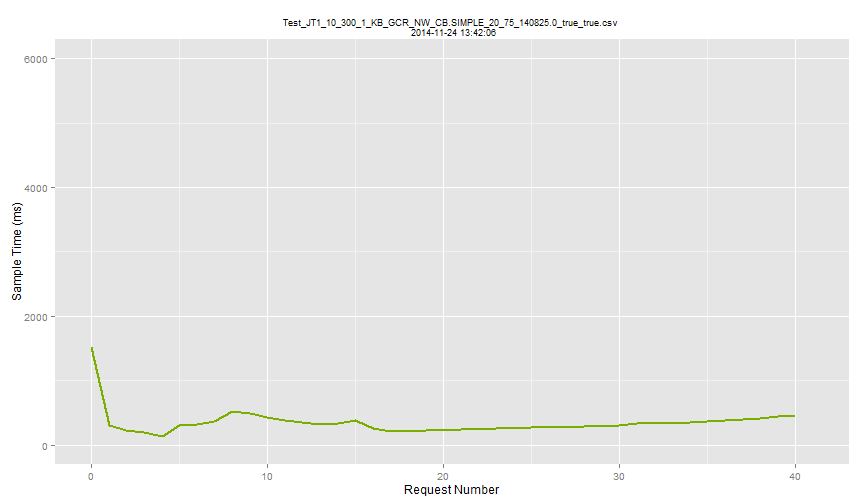 Test_JT1_10_300_1_KB_GCR_NW_CB.SIMPLE_20_75_140825.0_true_true.csv
2014-11-24 13:42:06
6000
4000
2000
0
Sample Time (ms)
0 10 20 30 40
Request Number